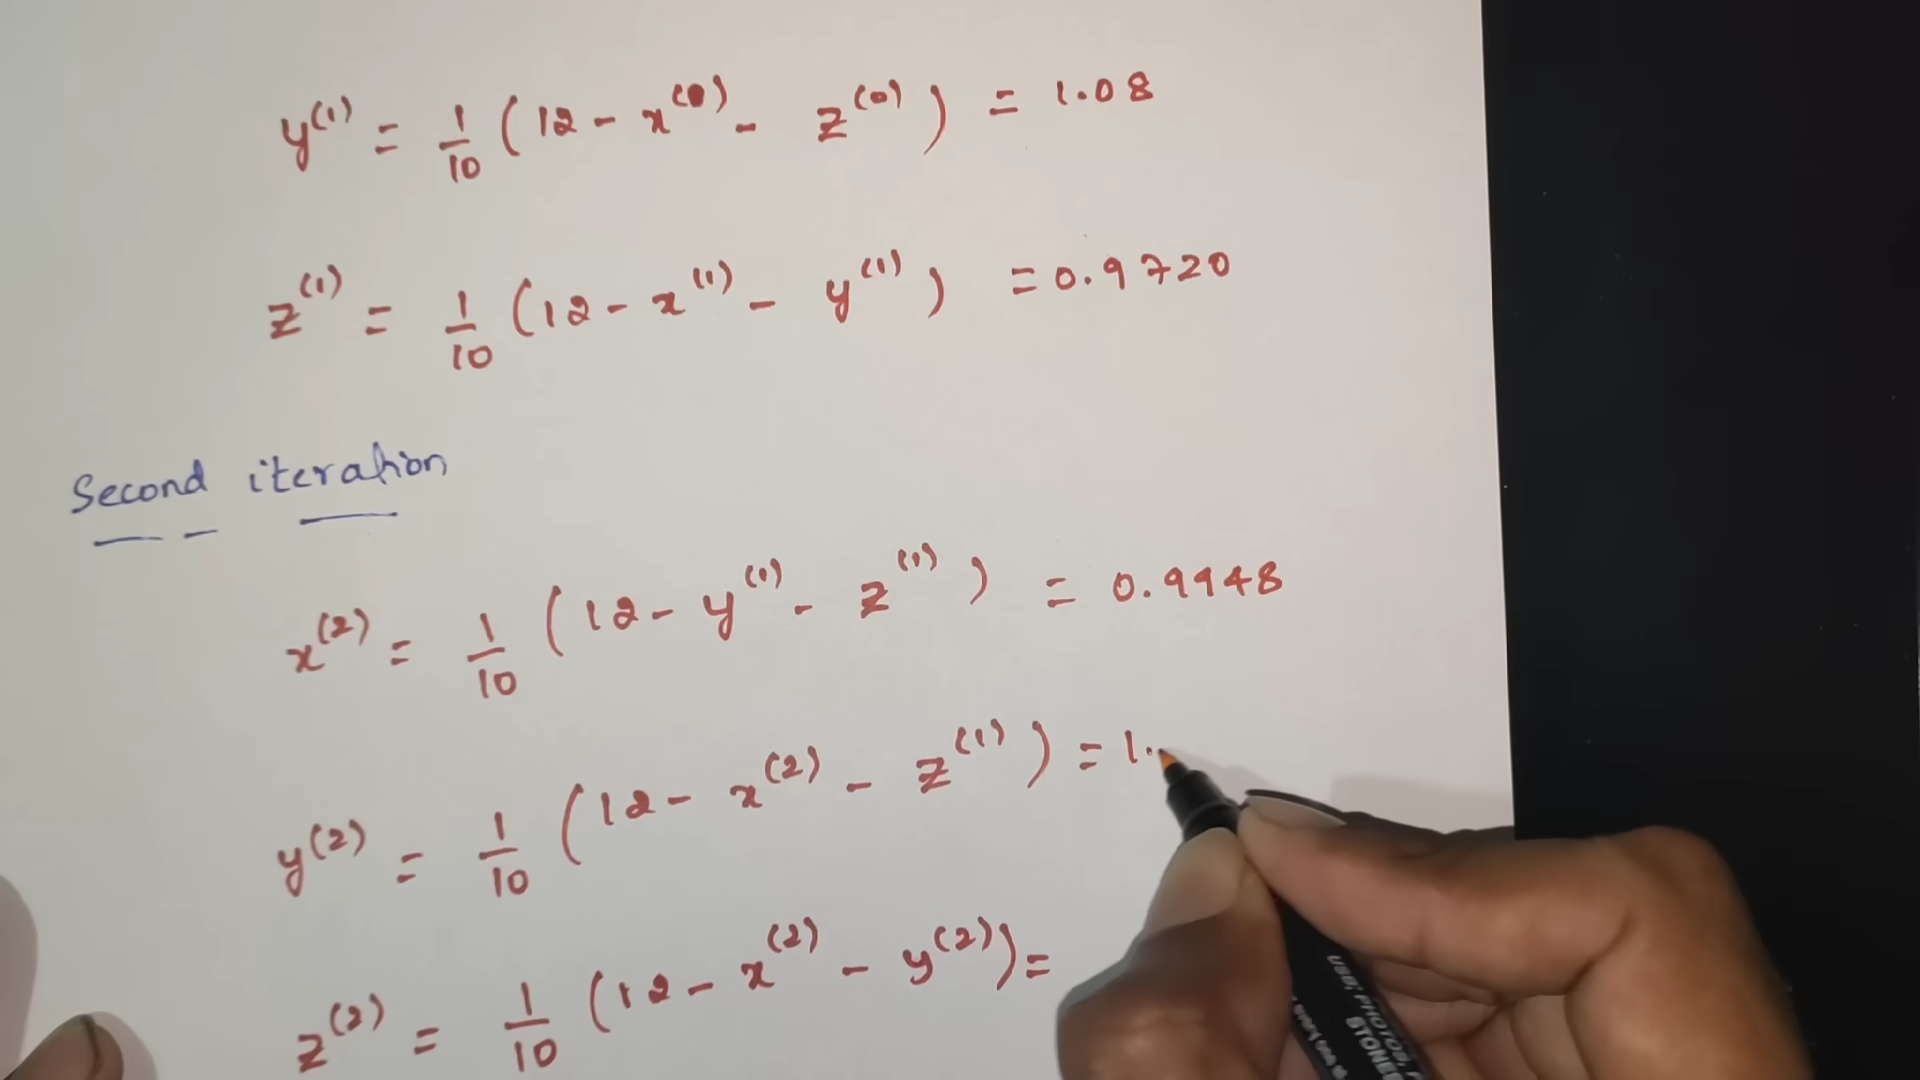 y⁽¹⁾ = 1/10 (12 - x⁽⁰⁾ - z⁽⁰⁾) = 1.08
z⁽¹⁾ = 1/10 (12 - x⁽¹⁾ - y⁽¹⁾) = 0.9720
Second iteration
x⁽²⁾ = 1/10 (12 - y⁽¹⁾ - z⁽¹⁾) = 0.9948
y⁽²⁾ = 1/10 (12 - x⁽²⁾ - z⁽¹⁾) = 1.
z⁽²⁾ = 1/10 (12 - x⁽²⁾ - y⁽²⁾) =